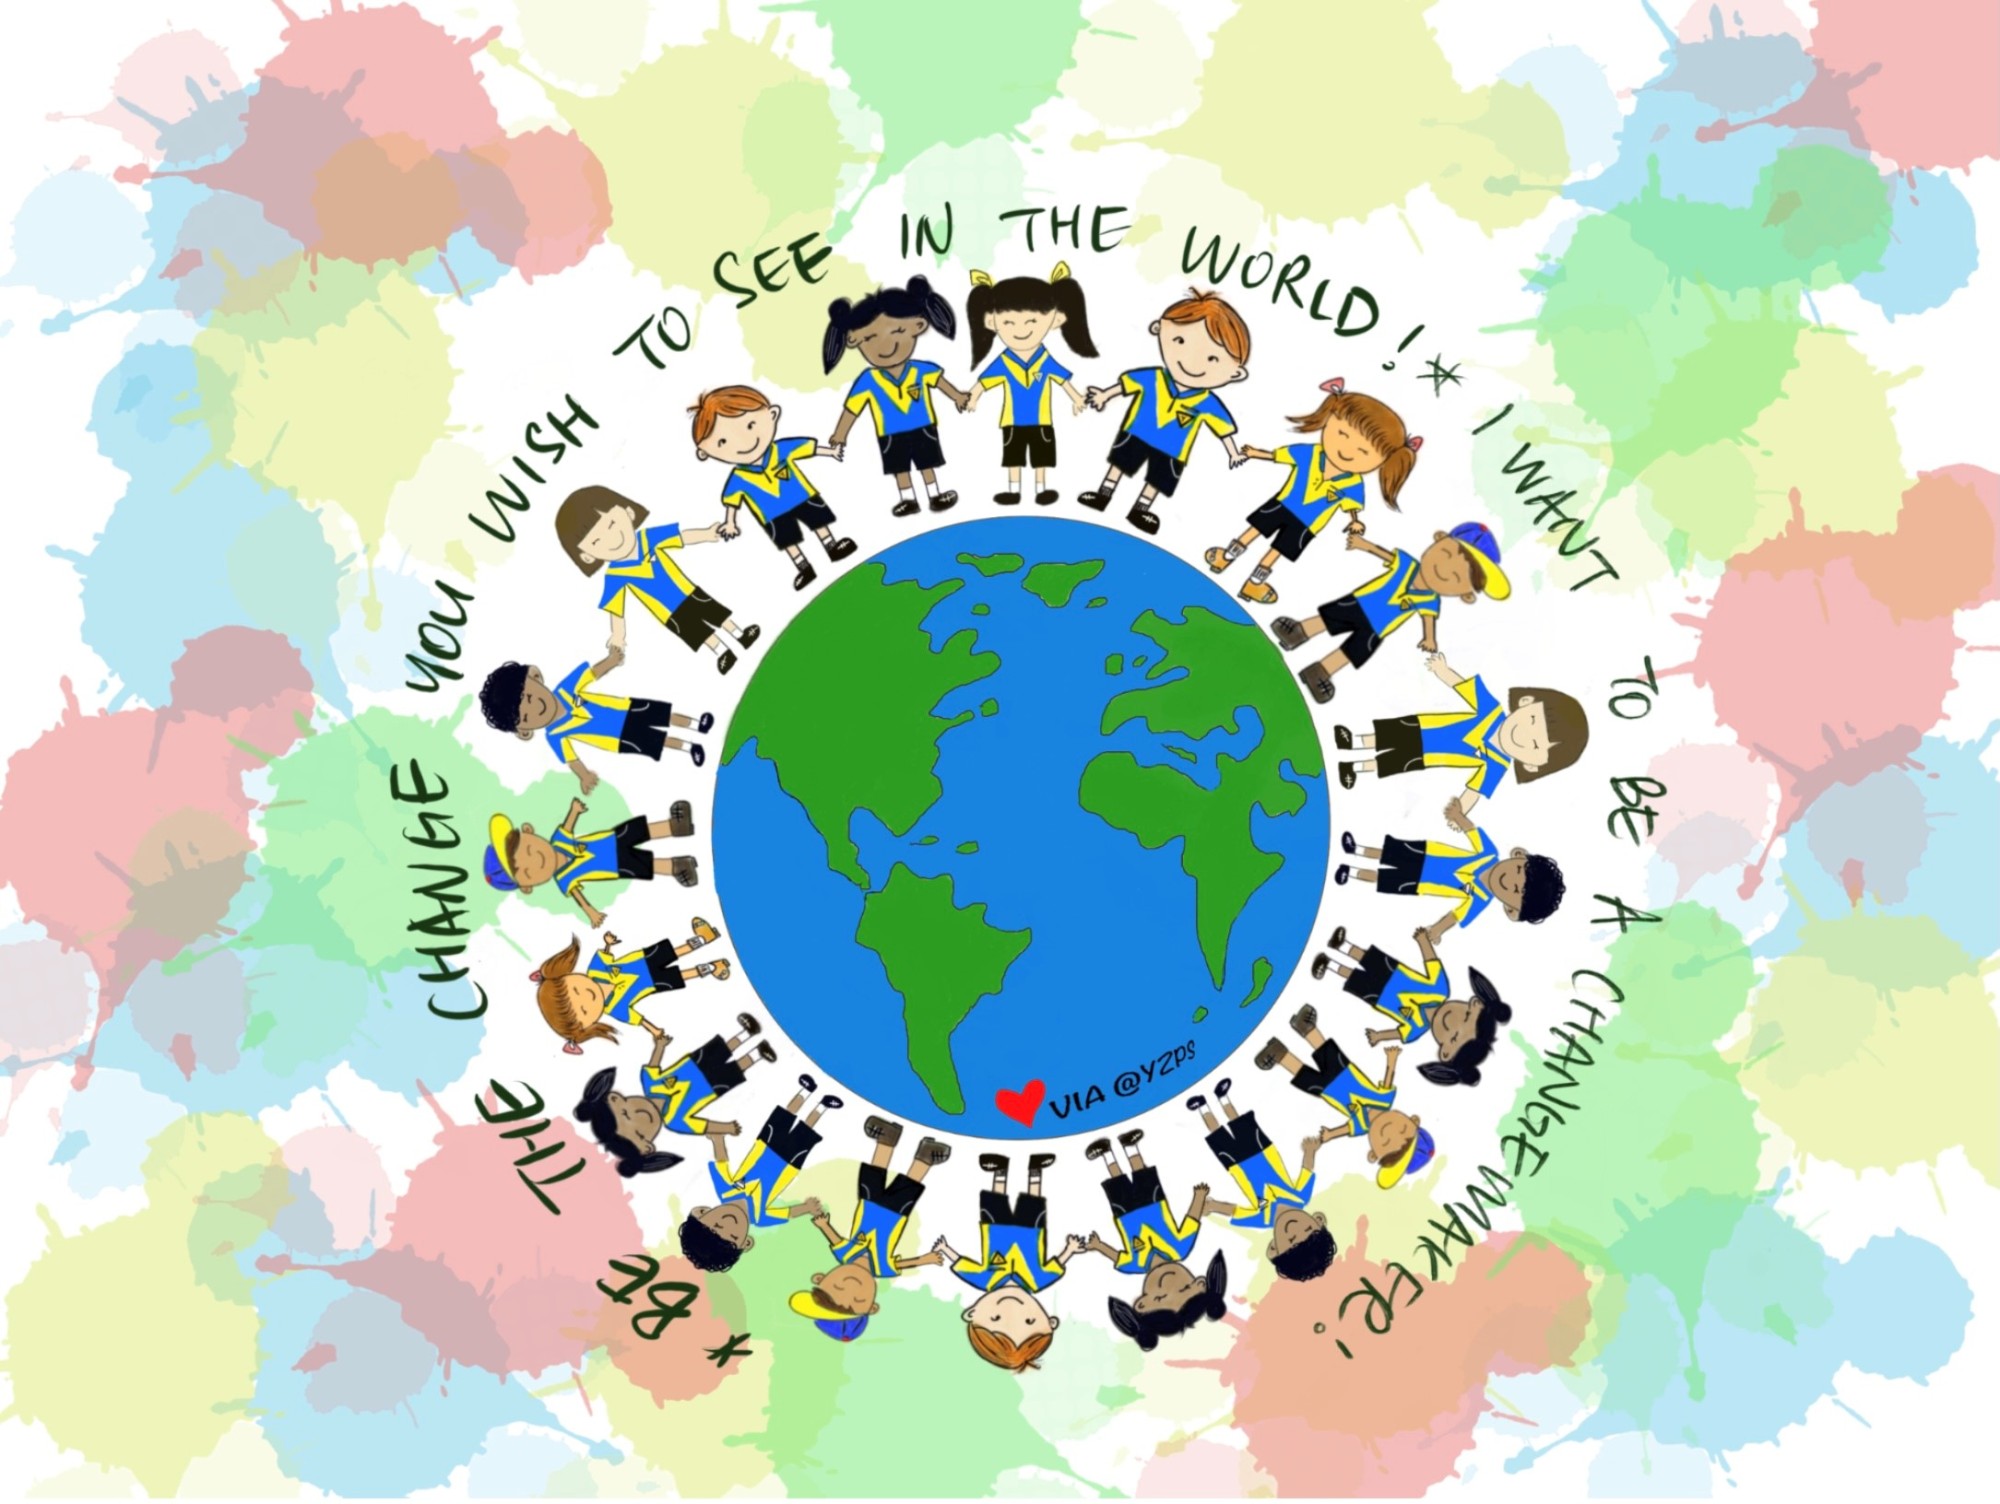 * BE THE CHANGE YOU WISH TO SEE IN THE WORLD! * I WANT TO BE A CHANGEMAKER!
VIA @YZPS